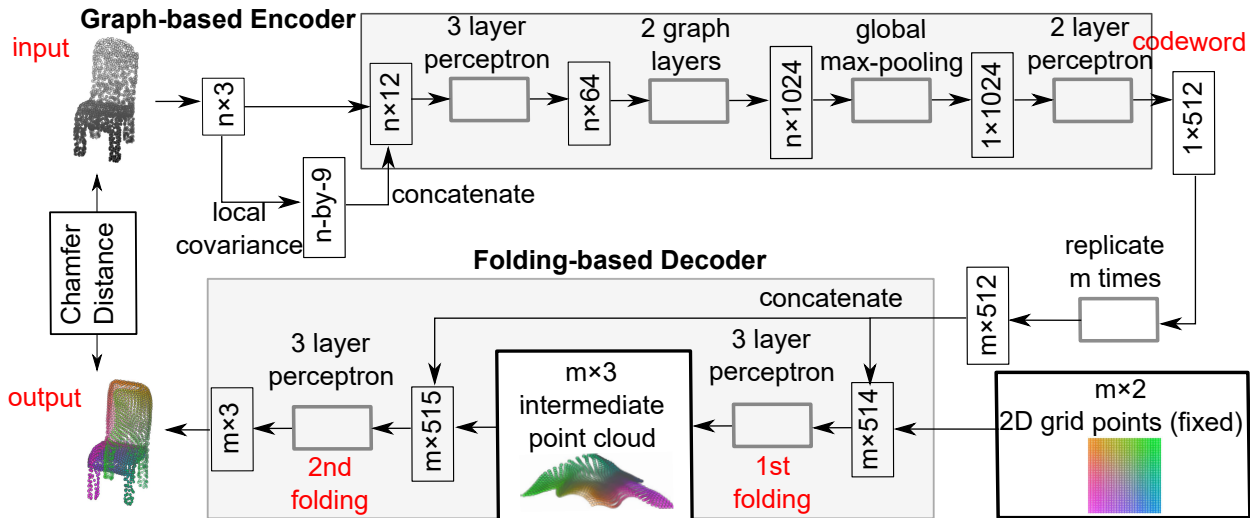 Graph-based Encoder
input
n×3
local
covariance
n-by-9
concatenate
n×12
3 layer
perceptron
n×64
2 graph
layers
n×1024
global
max-pooling
1×1024
2 layer
perceptron
codeword
1×512
replicate
m times
m×512
Chamfer
Distance
Folding-based Decoder
concatenate
m×2
2D grid points (fixed)
m×514
3 layer
perceptron
1st
folding
m×3
intermediate
point cloud
m×515
3 layer
perceptron
2nd
folding
m×3
output